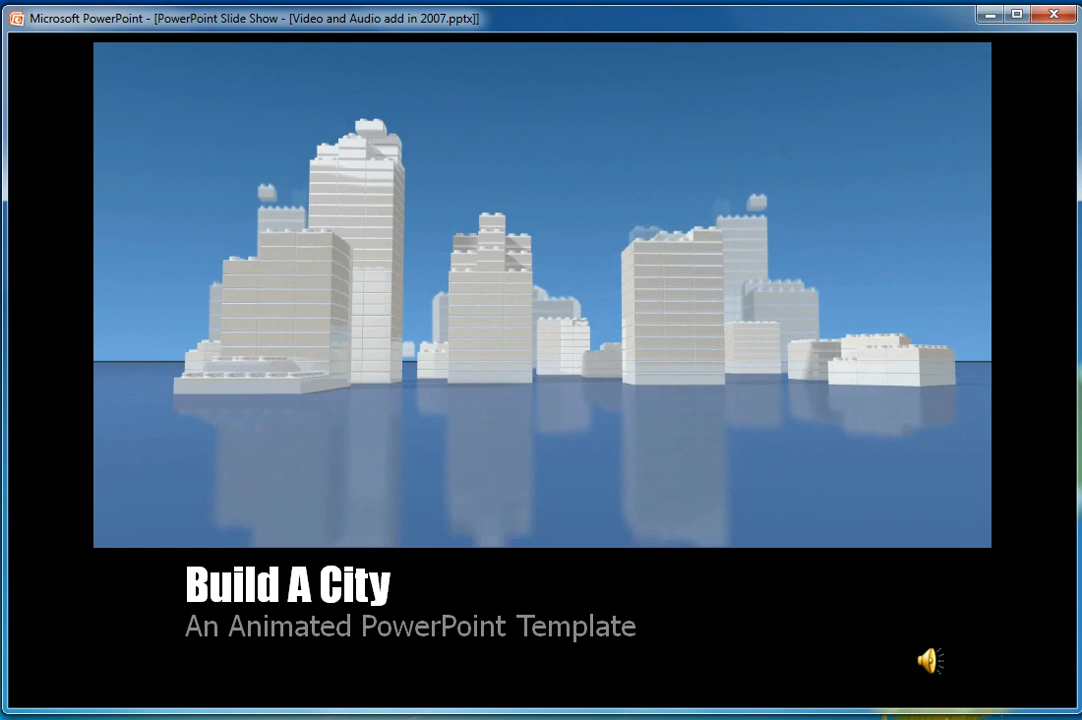 Microsoft PowerPoint - [PowerPoint Slide Show - [Video and Audio add in 2007.pptx]]
Build A City
An Animated PowerPoint Template